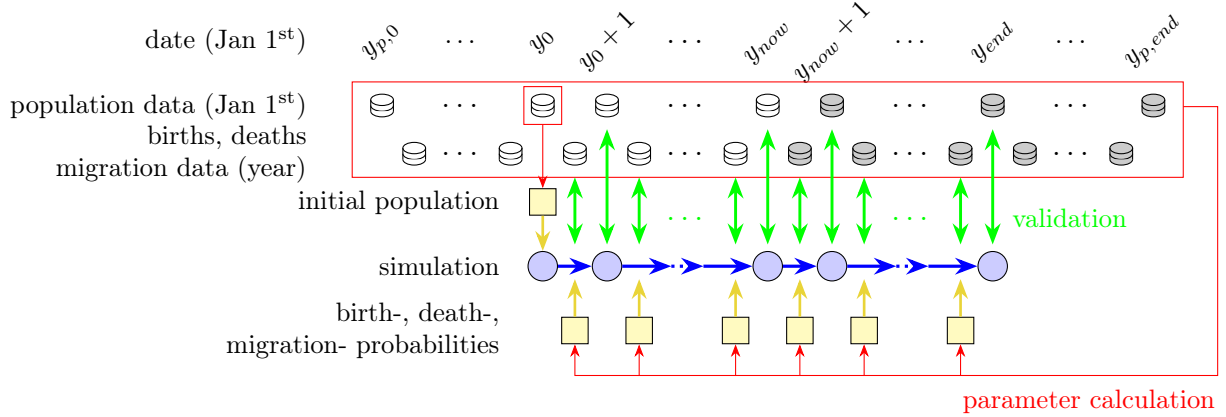 date (Jan 1st) y_{p,0} ... y_0 y_0 + 1 ... y_{now} y_{now} + 1 ... y_{end} ... y_{p,end}
population data (Jan 1st) ... ... ... ...
births, deaths
migration data (year) ... ... ... ...
initial population ... ...
validation
simulation
birth-, death-,
migration- probabilities
parameter calculation